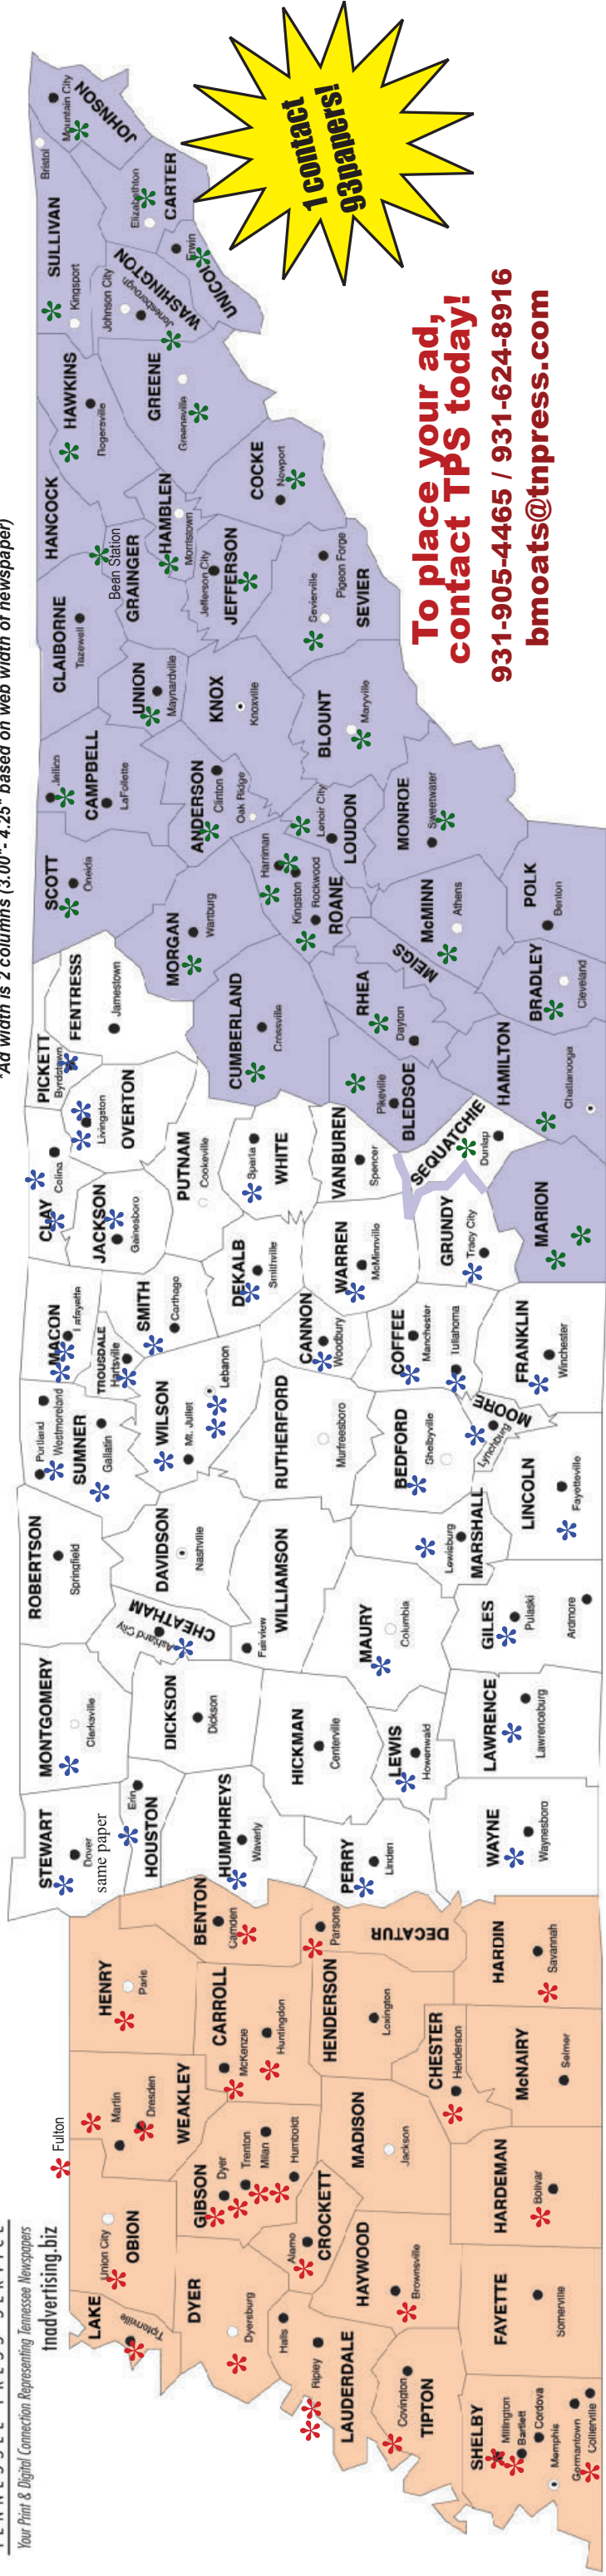 TENNESSEE PRESS SERVICE
Your Print & Digital Connection Representing Tennessee Newspapers
tnadvertising.biz
*Ad width is 2 columns (3.00"- 4.25" based on web width of newspaper)
Fulton
LAKE
Tiptonville
Union City
OBION
Martin
Dresden
WEAKLEY
HENRY
Paris
DYER
Dyersburg
GIBSON
Dyer
Trenton
Milan
Humboldt
CARROLL
McKenzie
Huntingdon
BENTON
Camden
Halls
Ripley
LAUDERDALE
Alamo
CROCKETT
HAYWOOD
Brownsville
MADISON
Jackson
HENDERSON
Lexington
Parsons
DECATUR
Covington
TIPTON
CHESTER
Henderson
SHELBY
Millington
Bartlett
Cordova
Memphis
Germantown
Collierville
FAYETTE
Somerville
HARDEMAN
Bolivar
McNAIRY
Selmer
HARDIN
Savannah
STEWART
Dover
same paper
MONTGOMERY
Clarksville
ROBERTSON
Springfield
Portland
Westmoreland
SUMNER
Gallatin
MACON
Lafayette
TROUSDALE
Hartsville
CLAY
Celina
PICKETT
Byrdstown
FENTRESS
Jamestown
Erin
HOUSTON
DICKSON
Dickson
CHEATHAM
Ashland City
DAVIDSON
Nashville
WILSON
Mt. Juliet
Lebanon
SMITH
Carthage
JACKSON
Gainesboro
Livingston
OVERTON
PUTNAM
Cookeville
HUMPHREYS
Waverly
HICKMAN
Centerville
Fairview
WILLIAMSON
RUTHERFORD
Murfreesboro
CANNON
Woodbury
DEKALB
Smithville
WHITE
Sparta
PERRY
Linden
LEWIS
Hohenwald
MAURY
Columbia
Lewisburg
MARSHALL
BEDFORD
Shelbyville
COFFEE
Manchester
Tullahoma
WARREN
McMinnville
VANBUREN
Spencer
WAYNE
Waynesboro
LAWRENCE
Lawrenceburg
GILES
Pulaski
Ardmore
LINCOLN
Fayetteville
MOORE
Lynchburg
FRANKLIN
Winchester
GRUNDY
Tracy City
SEQUATCHIE
Dunlap
MARION
SCOTT
Oneida
Jellico
CAMPBELL
LaFollette
CLAIBORNE
Tazewell
HANCOCK
HAWKINS
Rogersville
SULLIVAN
Kingsport
Bristol
JOHNSON
Mountain City
MORGAN
Wartburg
ANDERSON
Clinton
Oak Ridge
UNION
Maynardville
Bean Station
GRAINGER
HAMBLEN
Morristown
GREENE
Greeneville
WASHINGTON
Johnson City
Jonesborough
UNICOI
Erwin
CARTER
Elizabethton
CUMBERLAND
Crossville
Harriman
Kingston
Rockwood
ROANE
Lenoir City
LOUDON
KNOX
Knoxville
JEFFERSON
Jefferson City
COCKE
Newport
Sevierville
Pigeon Forge
SEVIER
BLOUNT
Maryville
BLEDSOE
Pikeville
RHEA
Dayton
MEIGS
McMINN
Athens
MONROE
Sweetwater
HAMILTON
Chattanooga
BRADLEY
Cleveland
POLK
Benton
1 contact
93papers!
To place your ad,
contact TPS today!
931-905-4465 / 931-624-8916
bmoats@tnpress.com